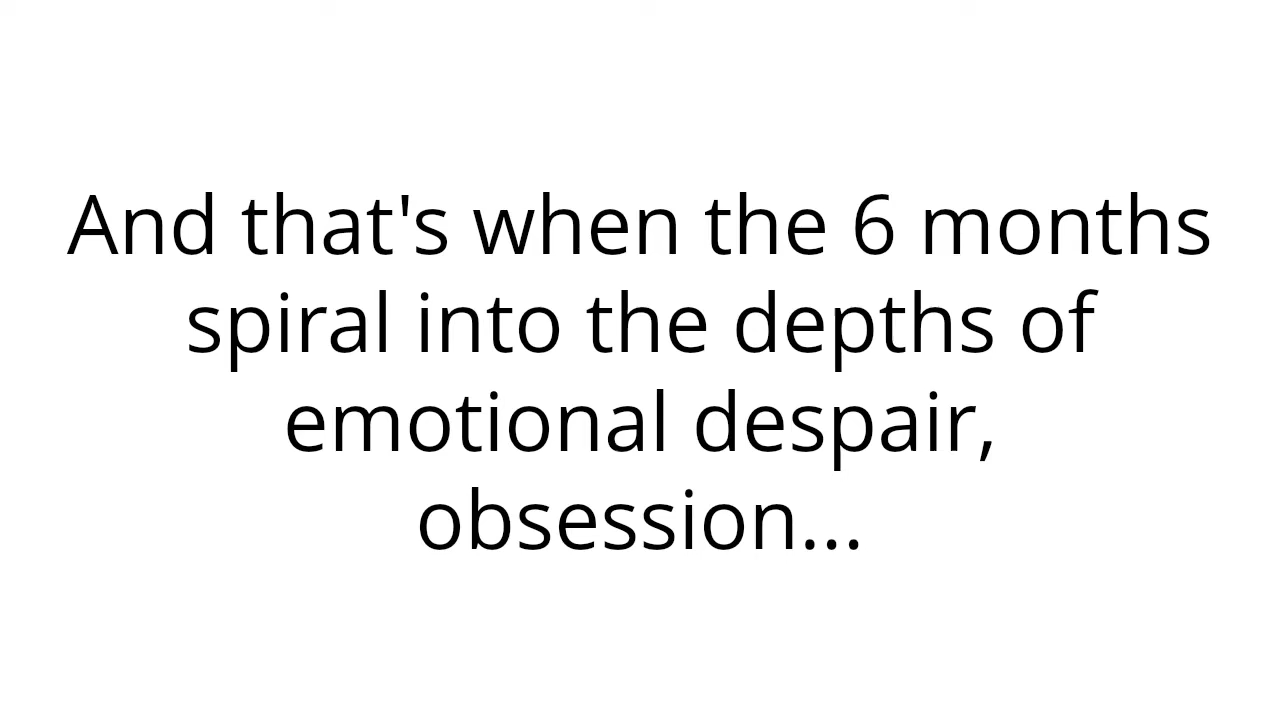 And that's when the 6 months
spiral into the depths of
emotional despair,
obsession...